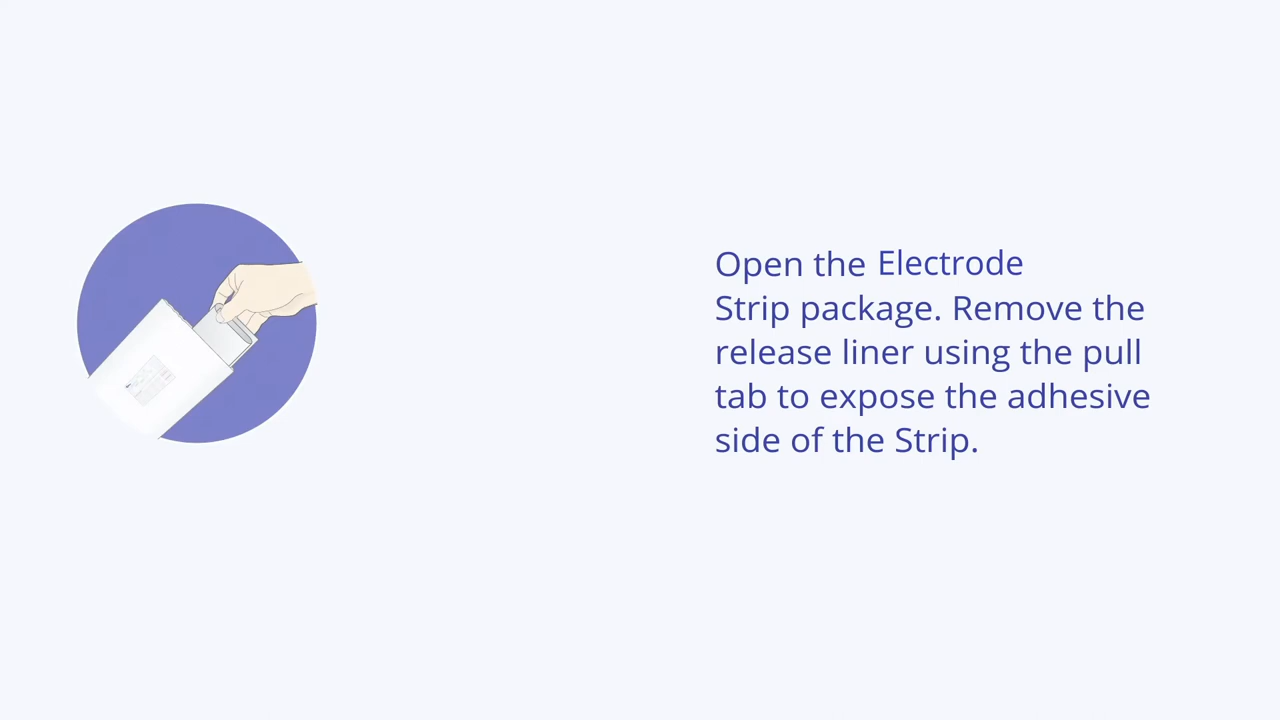 Open the Electrode
Strip package. Remove the
release liner using the pull
tab to expose the adhesive
side of the Strip.